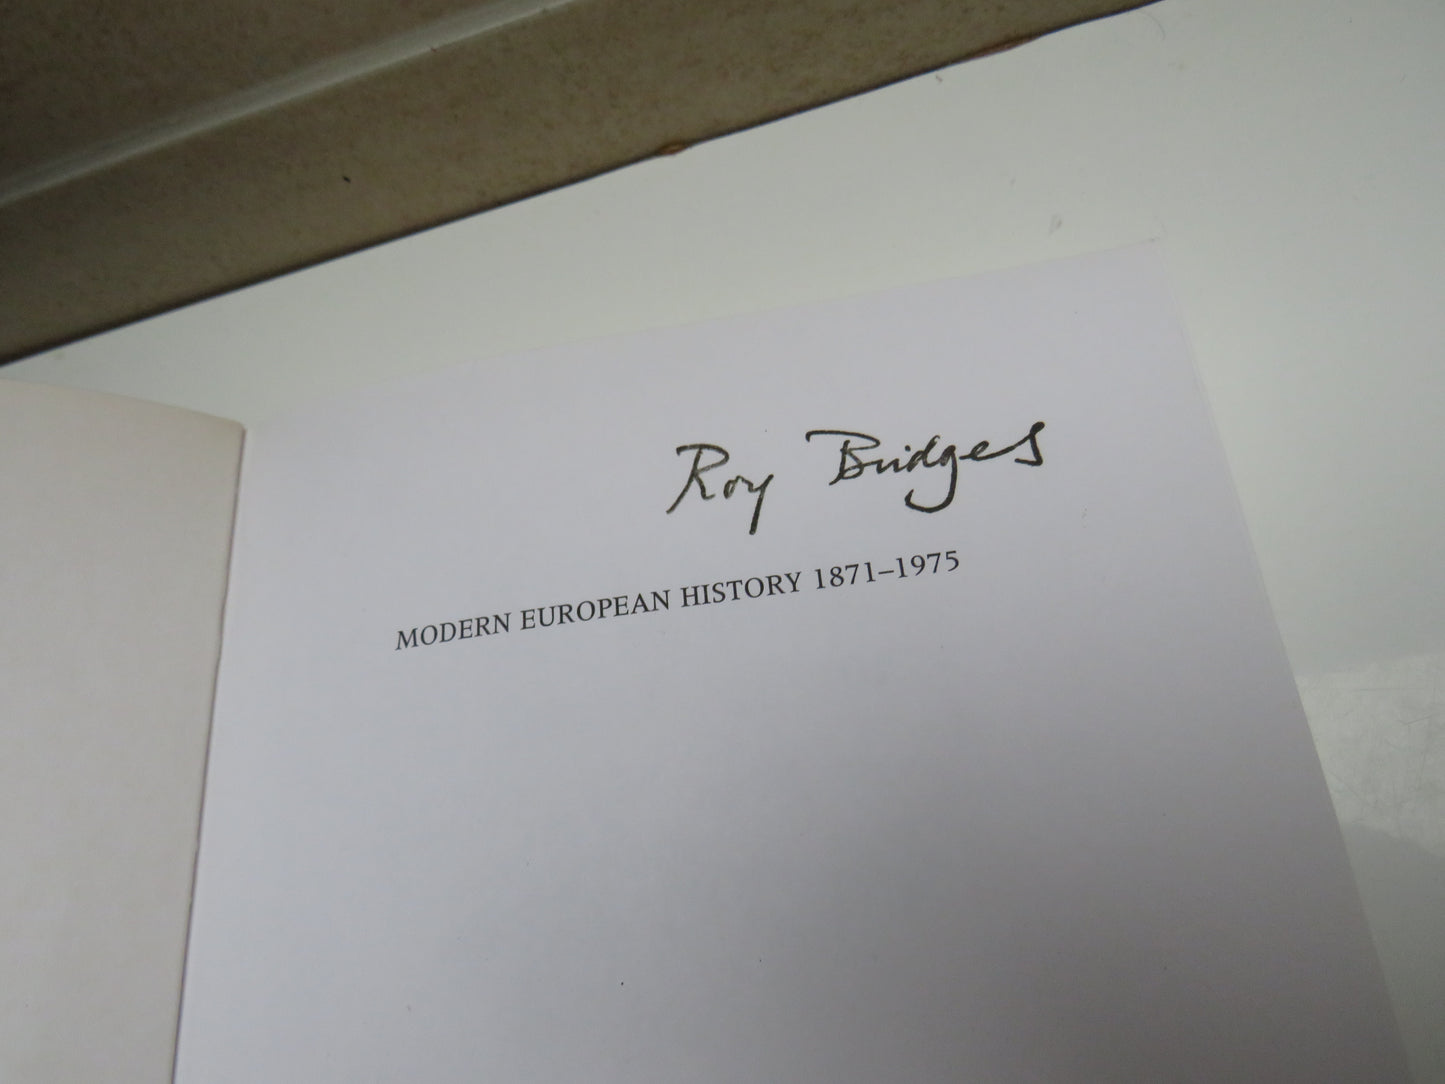 Roy Bridges
MODERN EUROPEAN HISTORY 1871–1975